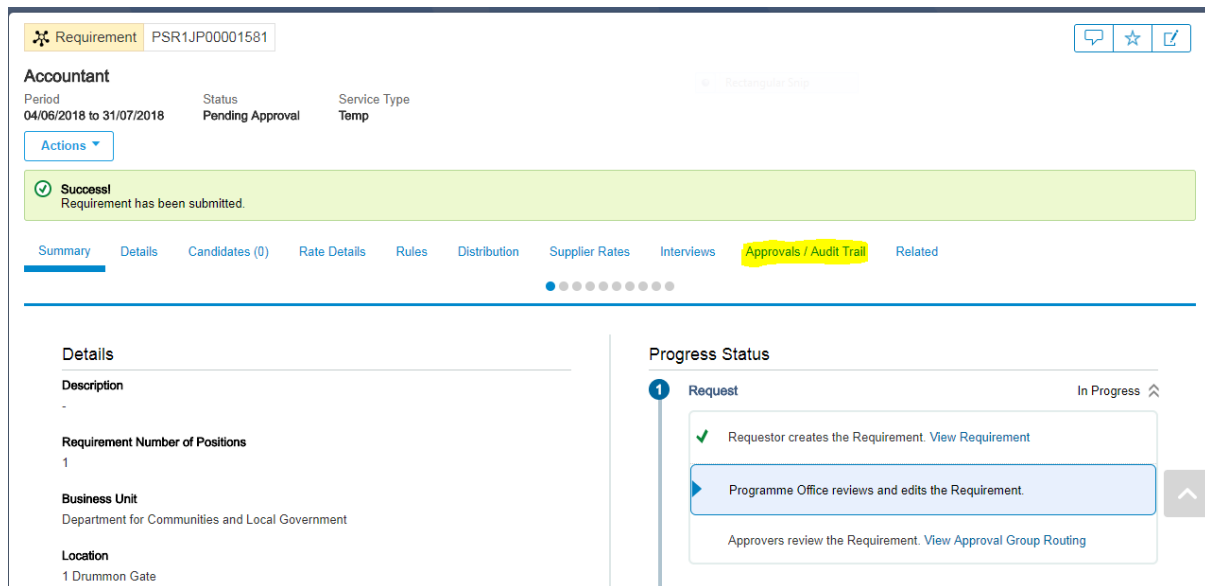 Requirement PSR1JP00001581
Accountant
Rectangular Snip
Period Status Service Type
04/06/2018 to 31/07/2018 Pending Approval Temp
Actions
Success!
Requirement has been submitted.
Summary Details Candidates (0) Rate Details Rules Distribution Supplier Rates Interviews Approvals / Audit Trail Related
Details
Description
-
Requirement Number of Positions
1
Business Unit
Department for Communities and Local Government
Location
1 Drummon Gate
Progress Status
1 Request In Progress
Requestor creates the Requirement. View Requirement
Programme Office reviews and edits the Requirement.
Approvers review the Requirement. View Approval Group Routing